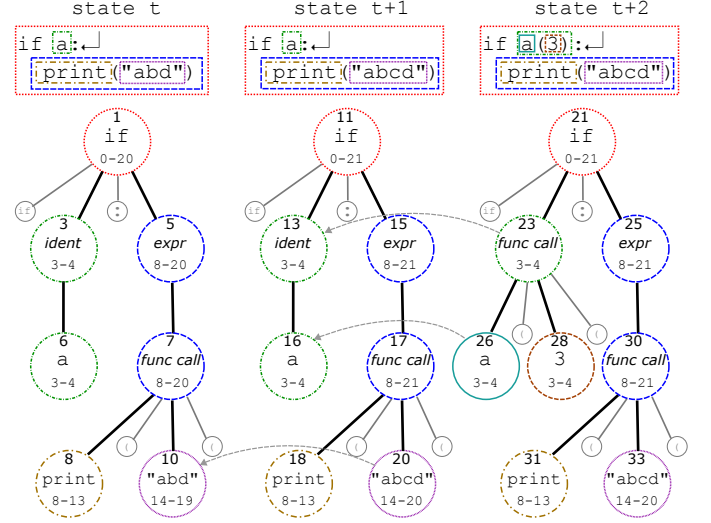 state t
state t+1
state t+2
if a:
print("abd")
if a:
print("abcd")
if a(3):
print("abcd")
1
if
0-20
11
if
0-21
21
if
0-21
if
:
if
:
if
:
3
ident
3-4
5
expr
8-20
13
ident
3-4
15
expr
8-21
23
func call
3-4
25
expr
8-21
6
a
3-4
7
func call
8-20
16
a
3-4
17
func call
8-21
26
a
3-4
(
28
3
3-4
(
30
func call
8-21
8
print
8-13
(
10
"abd"
14-19
(
18
print
8-13
(
20
"abcd"
14-20
(
31
print
8-13
(
33
"abcd"
14-20
(